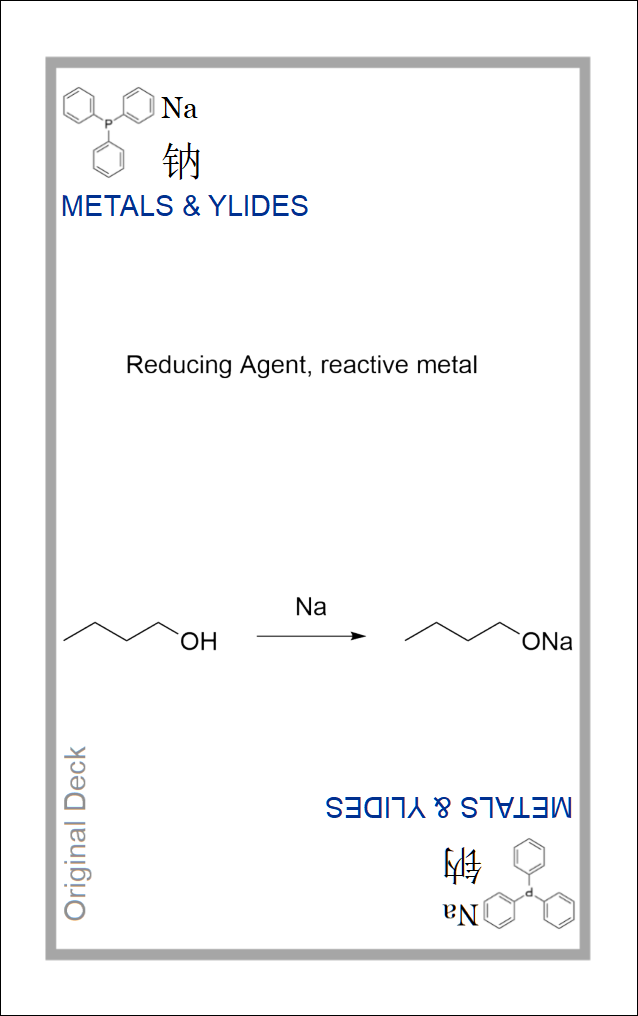 P
Na
钠
METALS & YLIDES
Reducing Agent, reactive metal
Na
OH
ONa
Original Deck
METALS & YLIDES
钠
Na
P